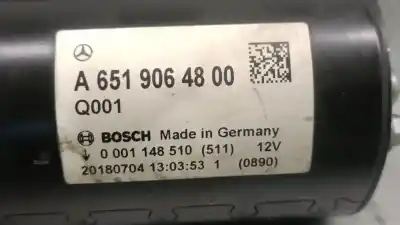 A 651 906 48 00
Q001
BOSCH Made in Germany
↓ 0 001 148 510 (511) 12V
20180704 13:03:53 1 (0890)